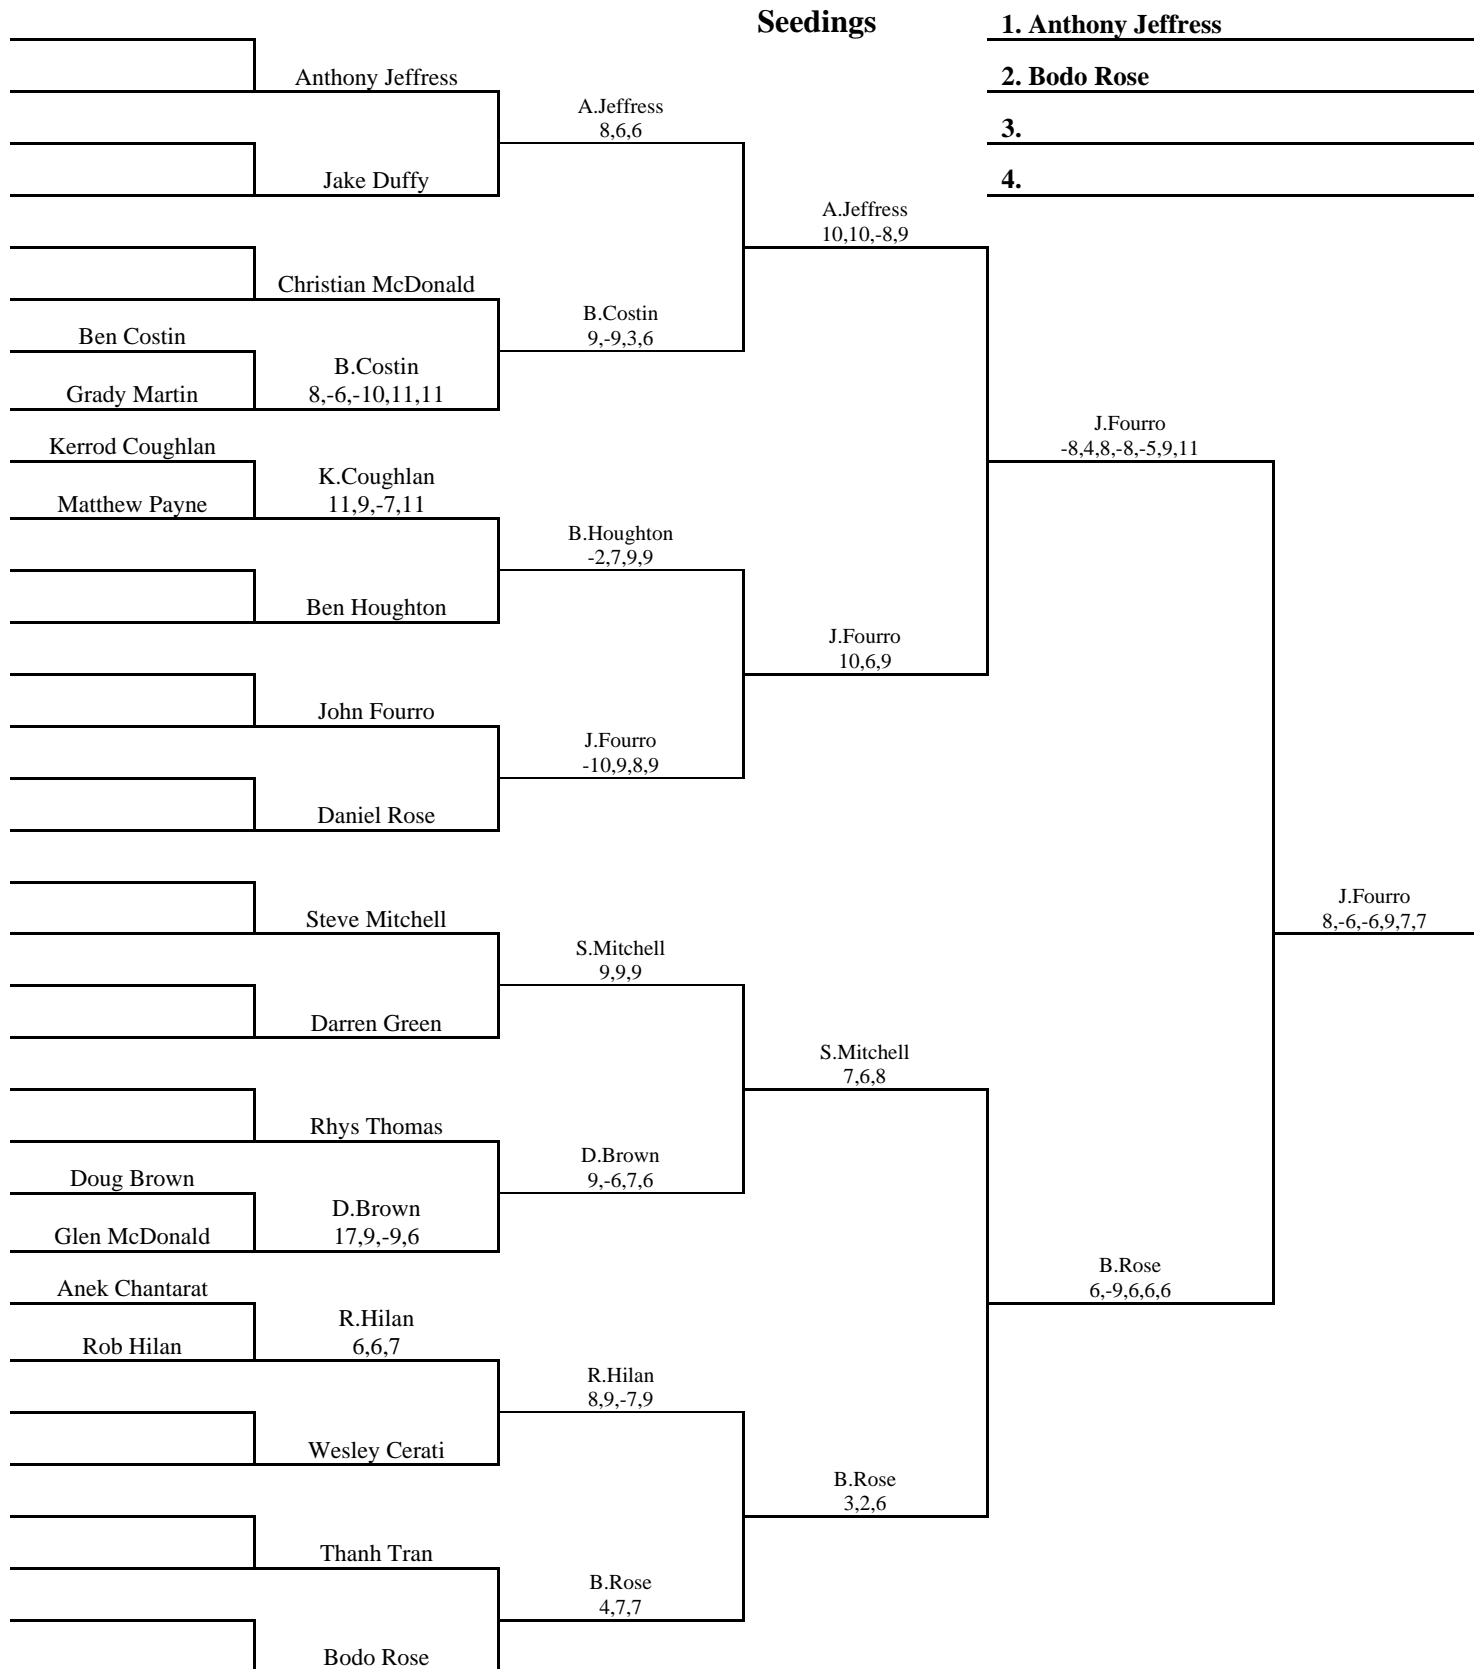 Seedings
1. Anthony Jeffress
2. Bodo Rose
3.
4.
Anthony Jeffress
A.Jeffress
8,6,6
Jake Duffy
A.Jeffress
10,10,-8,9
Christian McDonald
B.Costin
9,-9,3,6
Ben Costin
B.Costin
8,-6,-10,11,11
Grady Martin
J.Fourro
-8,4,8,-8,-5,9,11
Kerrod Coughlan
K.Coughlan
11,9,-7,11
Matthew Payne
B.Houghton
-2,7,9,9
Ben Houghton
J.Fourro
10,6,9
John Fourro
J.Fourro
-10,9,8,9
Daniel Rose
J.Fourro
8,-6,-6,9,7,7
Steve Mitchell
S.Mitchell
9,9,9
Darren Green
S.Mitchell
7,6,8
Rhys Thomas
D.Brown
9,-6,7,6
Doug Brown
D.Brown
17,9,-9,6
Glen McDonald
B.Rose
6,-9,6,6,6
Anek Chantarat
R.Hilan
6,6,7
Rob Hilan
R.Hilan
8,9,-7,9
Wesley Cerati
B.Rose
3,2,6
Thanh Tran
B.Rose
4,7,7
Bodo Rose